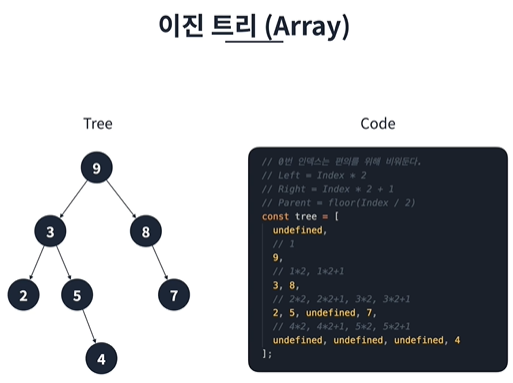 이진 트리 (Array)
Tree
9
3
8
2
5
7
4
Code
// 0번 인덱스는 편의를 위해 비워둔다.
// Left = Index * 2
// Right = Index * 2 + 1
// Parent = floor(Index / 2)
const tree = [
undefined,
// 1
9,
// 1*2, 1*2+1
3, 8,
// 2*2, 2*2+1, 3*2, 3*2+1
2, 5, undefined, 7,
// 4*2, 4*2+1, 5*2, 5*2+1
undefined, undefined, undefined, 4
];